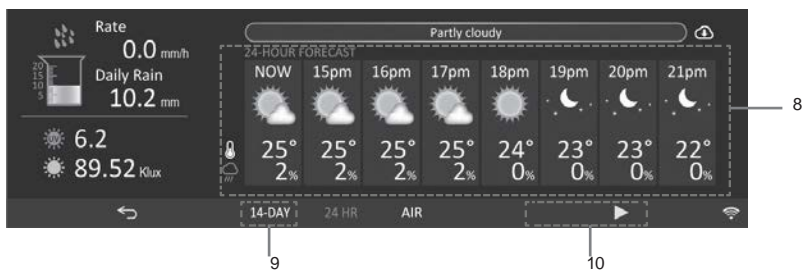 Rate
0.0 mm/h
20
15
10
5
Daily Rain
10.2 mm
UV
6.2
89.52 Klux
Partly cloudy
24-HOUR FORECAST
NOW 15pm 16pm 17pm 18pm 19pm 20pm 21pm
25° 25° 25° 25° 24° 23° 23° 22°
2% 2% 2% 2% 0% 0% 0% 0%
8
14-DAY 24 HR AIR
9 10